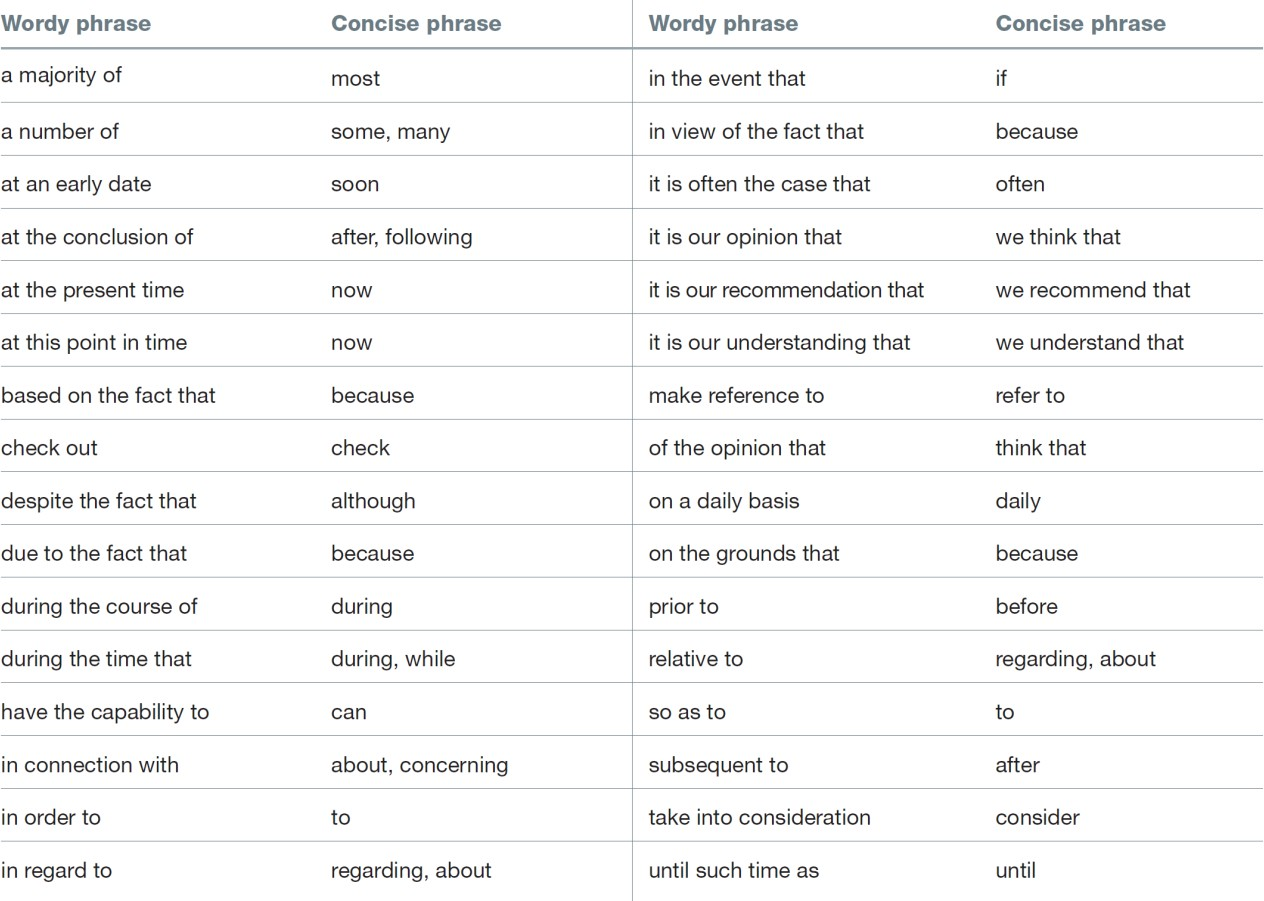 Wordy phrase Concise phrase Wordy phrase Concise phrase
a majority of most in the event that if
a number of some, many in view of the fact that because
at an early date soon it is often the case that often
at the conclusion of after, following it is our opinion that we think that
at the present time now it is our recommendation that we recommend that
at this point in time now it is our understanding that we understand that
based on the fact that because make reference to refer to
check out check of the opinion that think that
despite the fact that although on a daily basis daily
due to the fact that because on the grounds that because
during the course of during prior to before
during the time that during, while relative to regarding, about
have the capability to can so as to to
in connection with about, concerning subsequent to after
in order to to take into consideration consider
in regard to regarding, about until such time as until